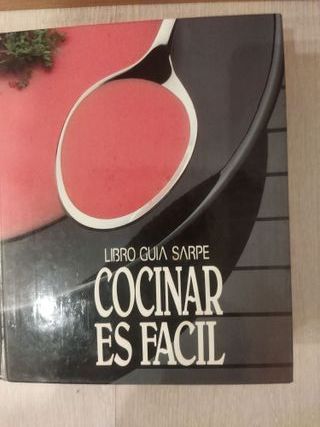 LIBRO GUIA SARPE
COCINAR
ES FACIL